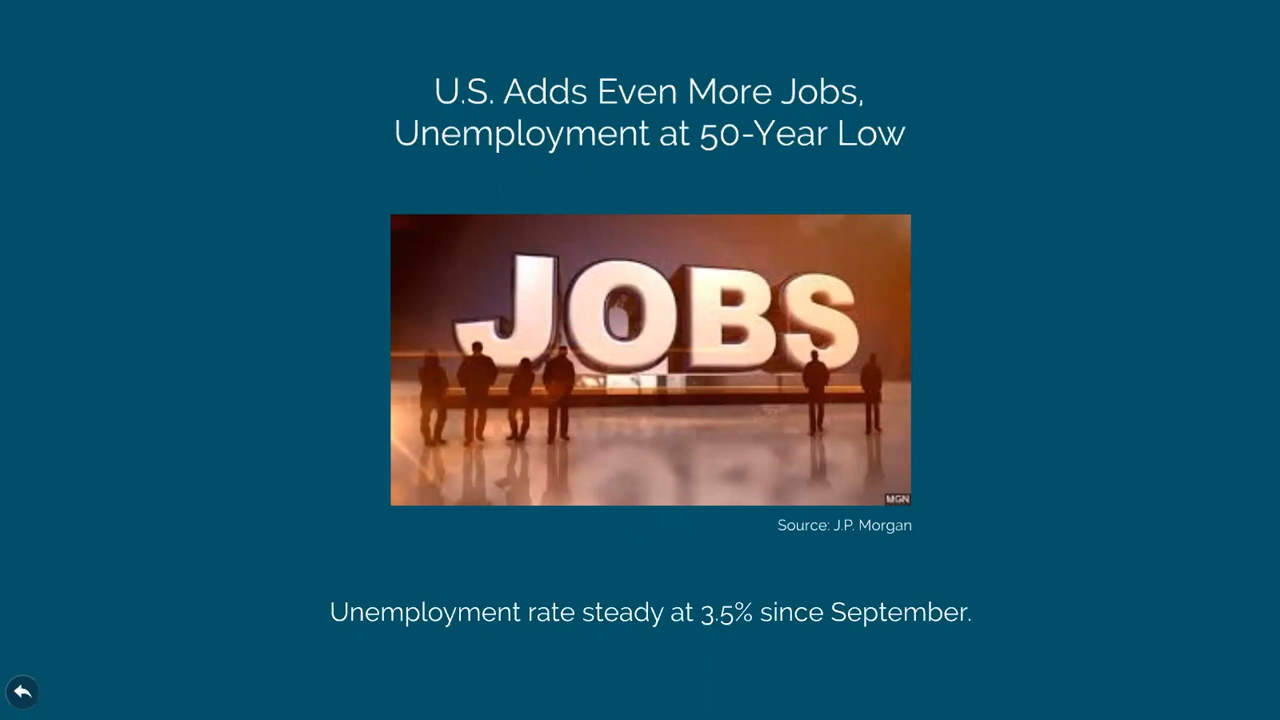 U.S. Adds Even More Jobs,
Unemployment at 50-Year Low
JOBS
MGN
Source: J.P. Morgan
Unemployment rate steady at 3.5% since September.